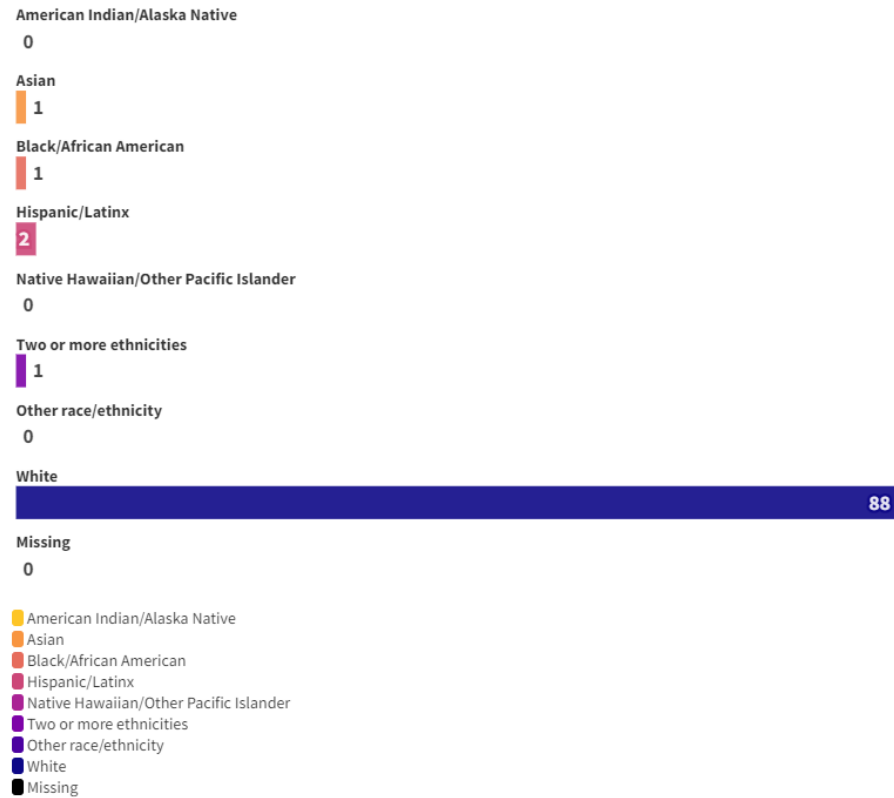 American Indian/Alaska Native
0
Asian
1
Black/African American
1
Hispanic/Latinx
2
Native Hawaiian/Other Pacific Islander
0
Two or more ethnicities
1
Other race/ethnicity
0
White
88
Missing
0
American Indian/Alaska Native
Asian
Black/African American
Hispanic/Latinx
Native Hawaiian/Other Pacific Islander
Two or more ethnicities
Other race/ethnicity
White
Missing